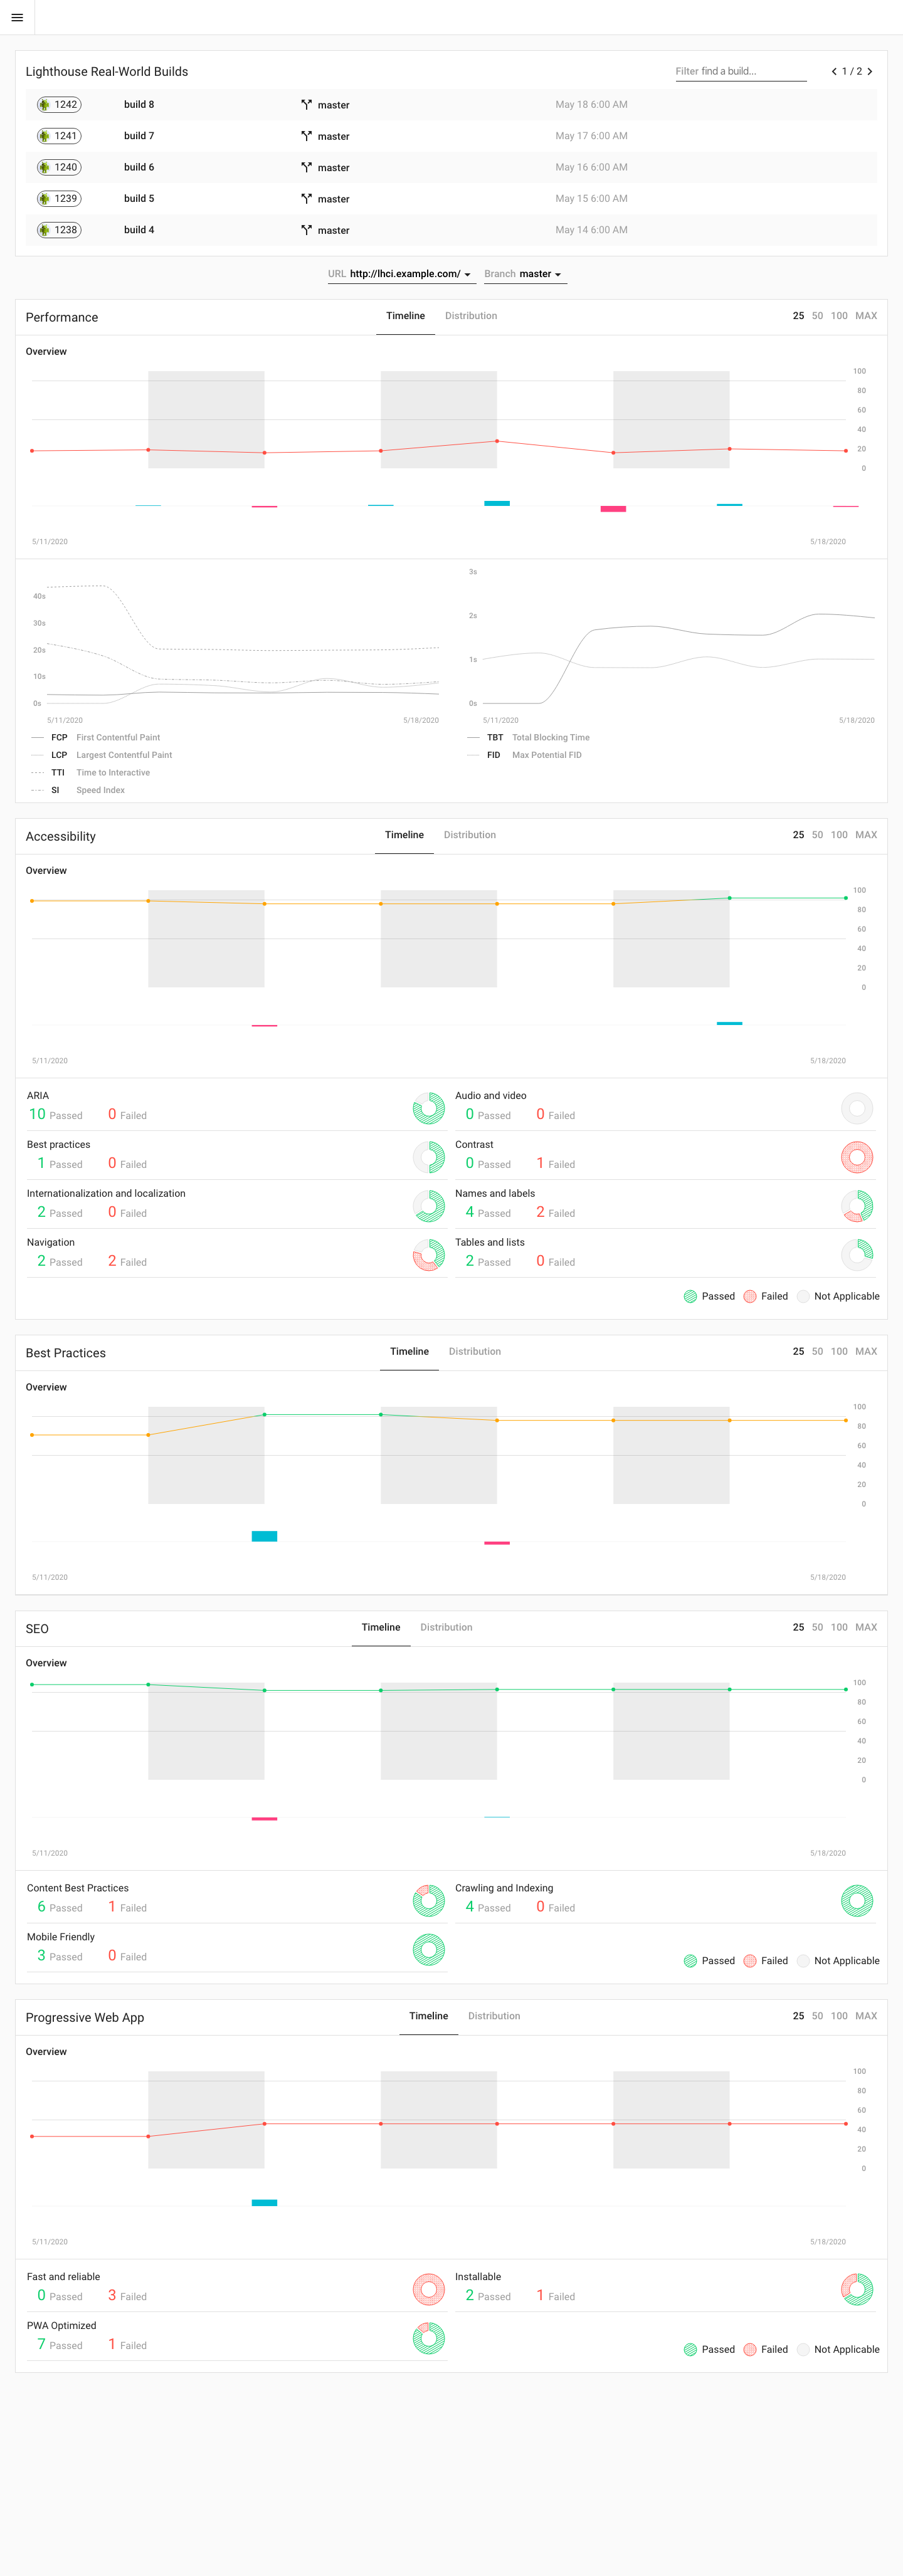 Lighthouse Real-World Builds
Filter find a build...
1 / 2
1242 build 8 master May 18 6:00 AM
1241 build 7 master May 17 6:00 AM
1240 build 6 master May 16 6:00 AM
1239 build 5 master May 15 6:00 AM
1238 build 4 master May 14 6:00 AM
URL http://lhci.example.com/ Branch master
Performance Timeline Distribution 25 50 100 MAX
Overview
100
80
60
40
20
0
5/11/2020 5/18/2020
40s
30s
20s
10s
0s
5/11/2020 5/18/2020
FCP First Contentful Paint
LCP Largest Contentful Paint
TTI Time to Interactive
SI Speed Index
3s
2s
1s
0s
5/11/2020 5/18/2020
TBT Total Blocking Time
FID Max Potential FID
Accessibility Timeline Distribution 25 50 100 MAX
Overview
100
80
60
40
20
0
5/11/2020 5/18/2020
ARIA
10 Passed 0 Failed
Audio and video
0 Passed 0 Failed
Best practices
1 Passed 0 Failed
Contrast
0 Passed 1 Failed
Internationalization and localization
2 Passed 0 Failed
Names and labels
4 Passed 2 Failed
Navigation
2 Passed 2 Failed
Tables and lists
2 Passed 0 Failed
Passed Failed Not Applicable
Best Practices Timeline Distribution 25 50 100 MAX
Overview
100
80
60
40
20
0
5/11/2020 5/18/2020
SEO Timeline Distribution 25 50 100 MAX
Overview
100
80
60
40
20
0
5/11/2020 5/18/2020
Content Best Practices
6 Passed 1 Failed
Crawling and Indexing
4 Passed 0 Failed
Mobile Friendly
3 Passed 0 Failed
Passed Failed Not Applicable
Progressive Web App Timeline Distribution 25 50 100 MAX
Overview
100
80
60
40
20
0
5/11/2020 5/18/2020
Fast and reliable
0 Passed 3 Failed
Installable
2 Passed 1 Failed
PWA Optimized
7 Passed 1 Failed
Passed Failed Not Applicable